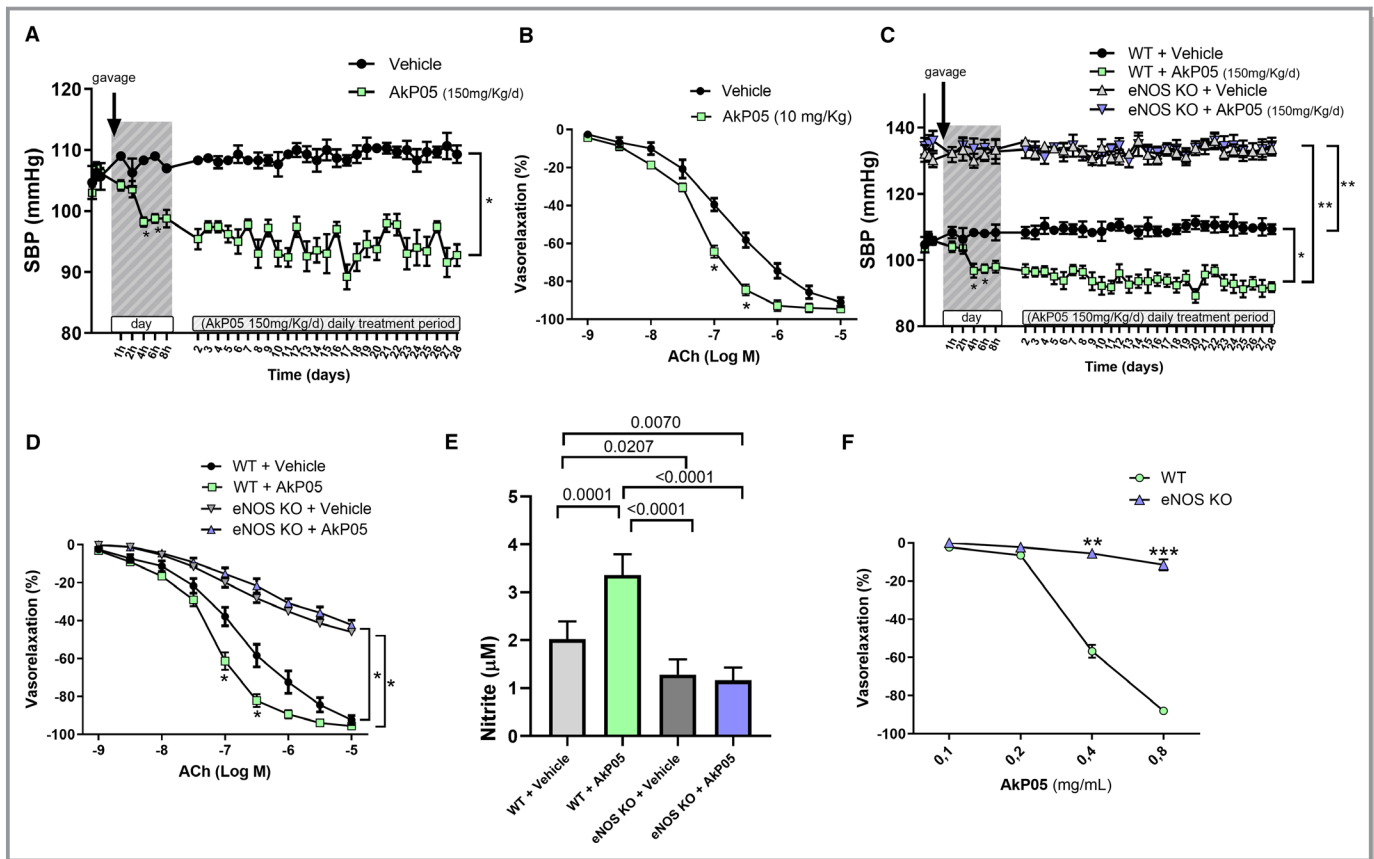 A
gavage
Vehicle
AkP05 (150mg/Kg/d)
SBP (mmHg)
120
110
100
90
80
*
*
*
day
(AkP05 150mg/Kg/d) daily treatment period
1h 2h 4h 6h 8h 2 3 4 5 6 7 8 9 10 11 12 13 14 15 16 17 18 19 20 21 22 23 24 25 26 27 28
Time (days)
B
Vehicle
AkP05 (10 mg/Kg)
Vasorelaxation (%)
0
-20
-40
-60
-80
-100
*
*
-9 -8 -7 -6 -5
ACh (Log M)
C
WT + Vehicle
WT + AkP05 (150mg/Kg/d)
eNOS KO + Vehicle
eNOS KO + AkP05 (150mg/Kg/d)
gavage
SBP (mmHg)
140
120
100
80
*
*
*
**
**
day
(AkP05 150mg/Kg/d) daily treatment period
1h 2h 4h 6h 8h 2 3 4 5 6 7 8 9 10 11 12 13 14 15 16 17 18 19 20 21 22 23 24 25 26 27 28
Time (days)
D
WT + Vehicle
WT + AkP05
eNOS KO + Vehicle
eNOS KO + AkP05
Vasorelaxation (%)
0
-20
-40
-60
-80
-100
*
*
*
*
-9 -8 -7 -6 -5
ACh (Log M)
E
0.0070
0.0207
<0.0001
0.0001
<0.0001
Nitrite (μM)
5
4
3
2
1
0
WT + Vehicle
WT + AkP05
eNOS KO + Vehicle
eNOS KO + AkP05
F
WT
eNOS KO
Vasorelaxation (%)
0
-20
-40
-60
-80
-100
**
***
0,1 0,2 0,4 0,8
AkP05 (mg/mL)